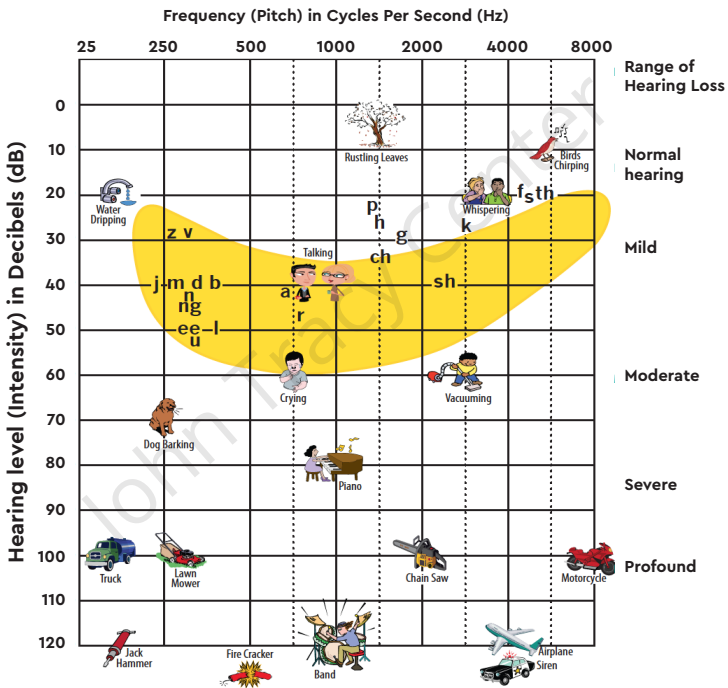 Frequency (Pitch) in Cycles Per Second (Hz)
25 250 500 1000 2000 4000 8000
Range of
Hearing Loss
Hearing level (Intensity) in Decibels (dB)
0
10
20
30
40
50
60
70
80
90
100
110
120
Normal
hearing
Mild
Moderate
Severe
Profound
Rustling Leaves
Birds
Chirping
Water
Dripping
Whispering
f s th
p
h
g
k
z v
Talking
ch
j m d b
n
ng
a
r
sh
ee l
u
Crying
Vacuuming
Dog Barking
Piano
Truck
Lawn
Mower
Chain Saw
Motorcycle
Jack
Hammer
Fire Cracker
Band
Airplane
Siren
John Tracy Center